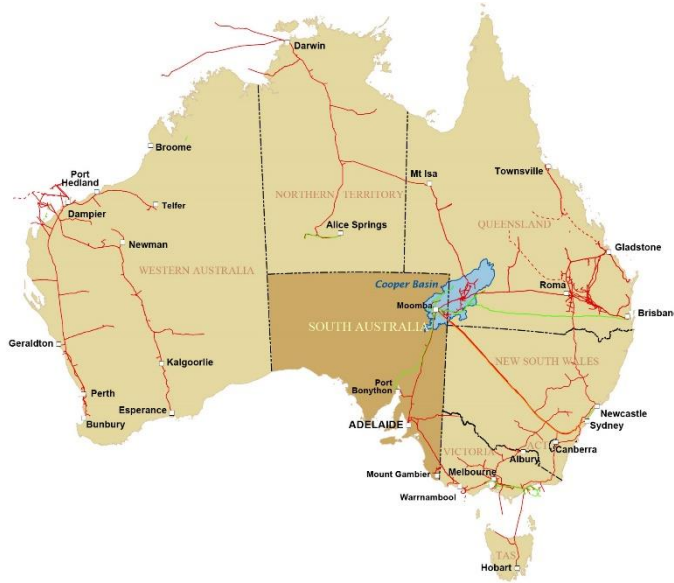 Darwin
Broome
Port
Hedland
Dampier
Telfer
Newman
WESTERN AUSTRALIA
NORTHERN TERRITORY
Alice Springs
Mt Isa
Townsville
QUEENSLAND
Gladstone
Cooper Basin
Roma
Moomba
Brisbane
SOUTH AUSTRALIA
Geraldton
Kalgoorlie
Perth
Esperance
Bunbury
Port
Bonython
ADELAIDE
NEW SOUTH WALES
Newcastle
Sydney
ACT
Canberra
VICTORIA
Albury
Mount Gambier
Melbourne
Warrnambool
TAS
Hobart